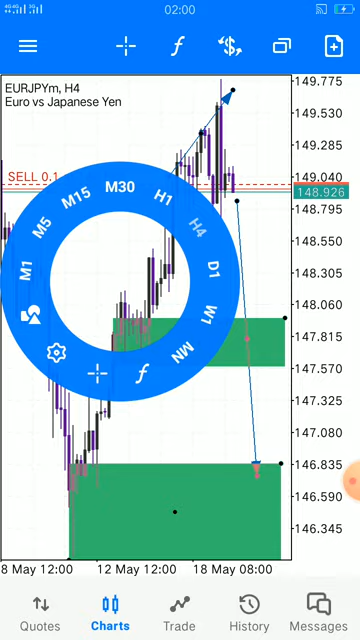 02:00
EURJPYm, H4
Euro vs Japanese Yen
149.775
149.530
149.285
149.040
SELL 0.1
148.926
148.795
148.550
148.305
148.060
147.815
147.570
147.325
147.080
146.835
146.590
146.345
M1
M5
M15
M30
H1
H4
D1
W1
MN
8 May 12:00
12 May 12:00
18 May 08:00
Quotes
Charts
Trade
History
Messages